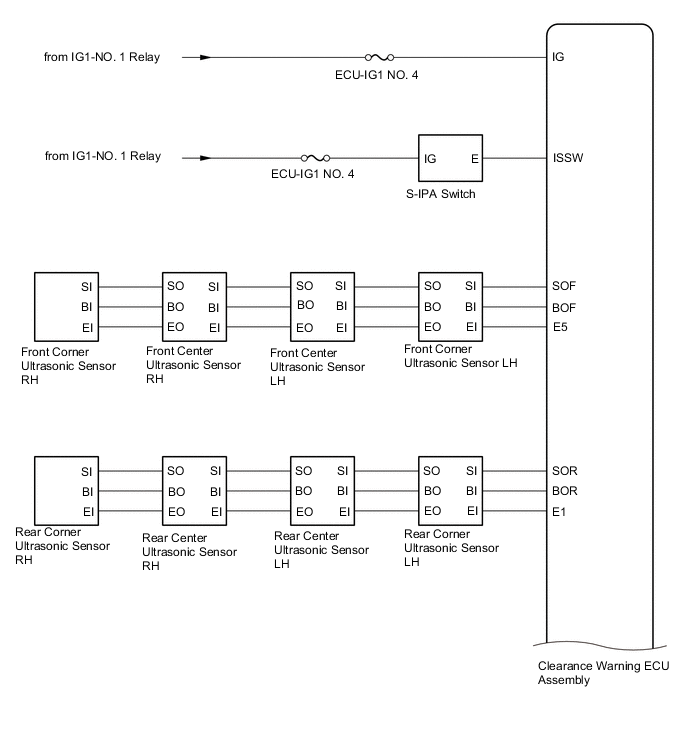 from IG1-NO. 1 Relay
IG
ECU-IG1 NO. 4
from IG1-NO. 1 Relay
IG E
ISSW
ECU-IG1 NO. 4
S-IPA Switch
SI SO SI SO SI SO SI SOF
BI BO BI BO BI BO BI BOF
EI EO EI EO EI EO EI E5
Front Corner
Ultrasonic Sensor
RH
Front Center
Ultrasonic Sensor
RH
Front Center
Ultrasonic Sensor
LH
Front Corner
Ultrasonic Sensor LH
SI SO SI SO SI SO SI SOR
BI BO BI BO BI BO BI BOR
EI EO EI EO EI EO EI E1
Rear Corner
Ultrasonic Sensor
RH
Rear Center
Ultrasonic Sensor
RH
Rear Center
Ultrasonic Sensor
LH
Rear Corner
Ultrasonic Sensor
LH
Clearance Warning ECU
Assembly